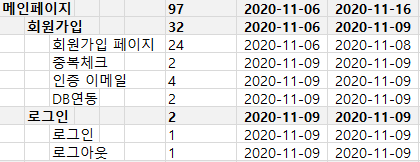 메인페이지 97 2020-11-06 2020-11-16
회원가입 32 2020-11-06 2020-11-09
회원가입 페이지 24 2020-11-06 2020-11-08
중복체크 2 2020-11-09 2020-11-09
인증 이메일 4 2020-11-09 2020-11-09
DB연동 2 2020-11-09 2020-11-09
로그인 2 2020-11-09 2020-11-09
로그인 1 2020-11-09 2020-11-09
로그아웃 1 2020-11-09 2020-11-09